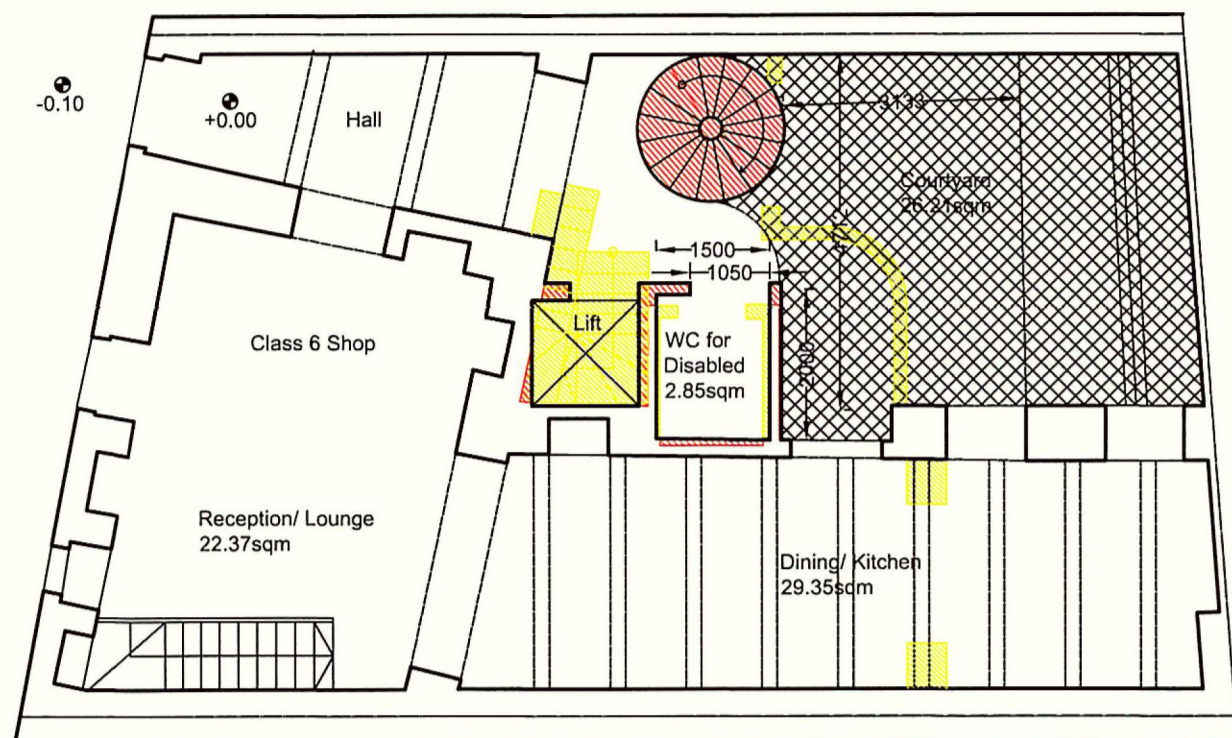 -0.10
+0.00
Hall
3133
Courtyard
26.21sqm
1500
1050
Lift
Class 6 Shop
WC for
Disabled
2.85sqm
2000
Reception/ Lounge
22.37sqm
Dining/ Kitchen
29.35sqm